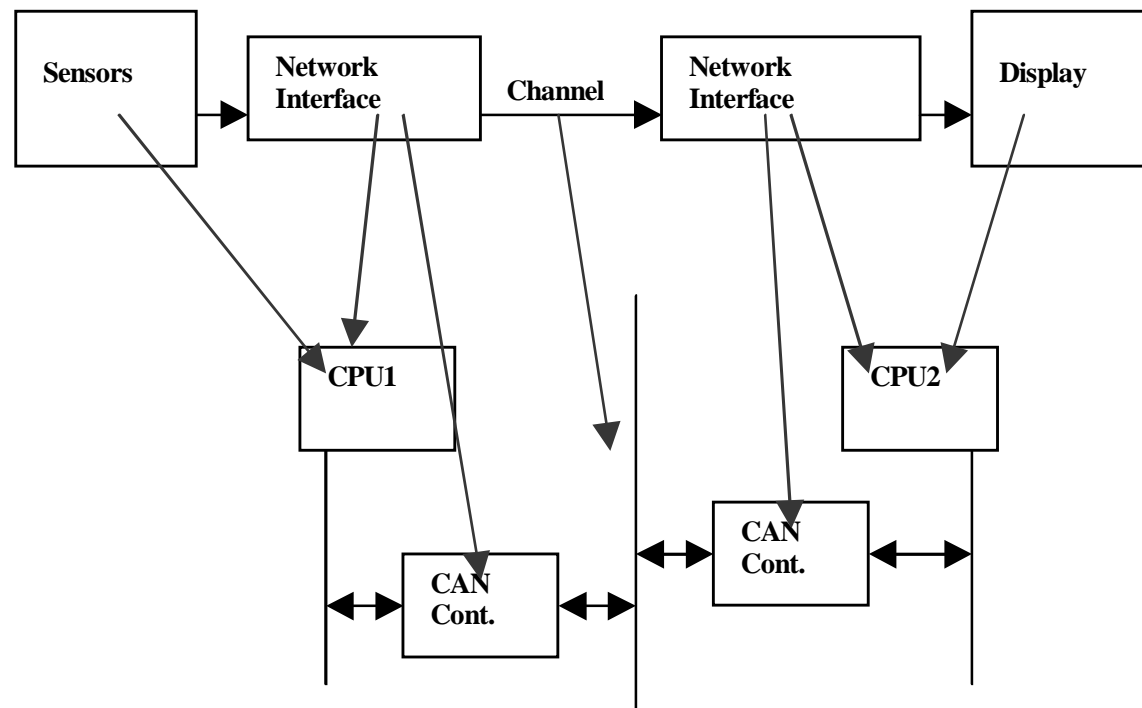 Sensors
Network
Interface
Channel
Network
Interface
Display
CPU1
CPU2
CAN
Cont.
CAN
Cont.